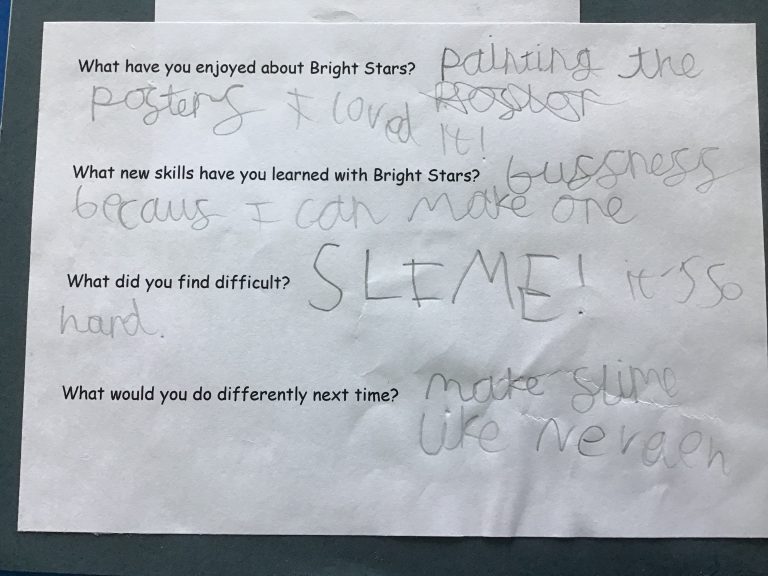 What have you enjoyed about Bright Stars? painting the
posters I loved
it!
What new skills have you learned with Bright Stars? bussness
becaus I can make one
What did you find difficult? SLIME! it's so
hard.
What would you do differently next time? make slime
like